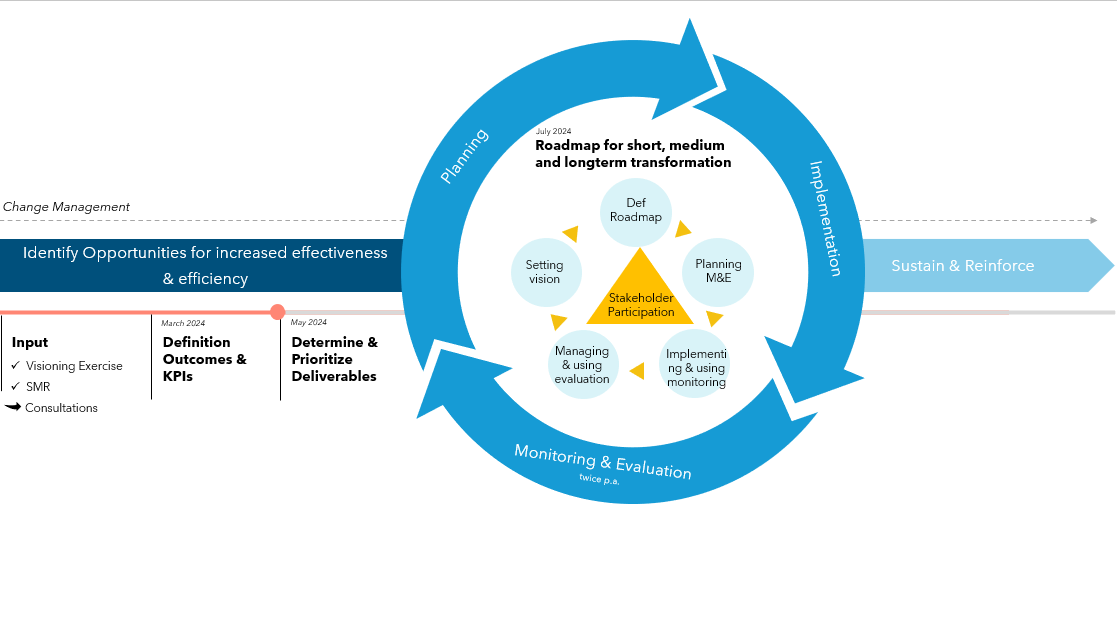 Planning
Implementation
July 2024
Roadmap for short, medium
and longterm transformation
Change Management
Def
Roadmap
Identify Opportunities for increased effectiveness
& efficiency
Setting
vision
Planning
M&E
Sustain & Reinforce
Stakeholder
Participation
Input
✓ Visioning Exercise
✓ SMR
Consultations
March 2024
Definition
Outcomes &
KPIs
May 2024
Determine &
Prioritize
Deliverables
Managing
& using
evaluation
Implementi
ng & using
monitoring
Monitoring & Evaluation
twice p.a.